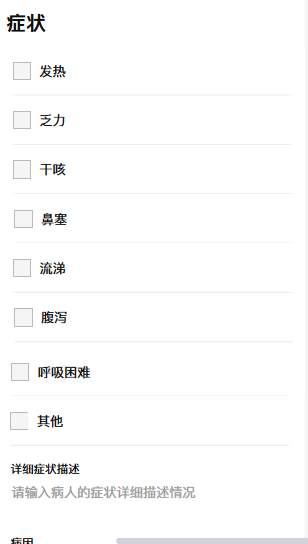 症状
发热
乏力
干咳
鼻塞
流涕
腹泻
呼吸困难
其他
详细症状描述
请输入病人的症状详细描述情况
病因